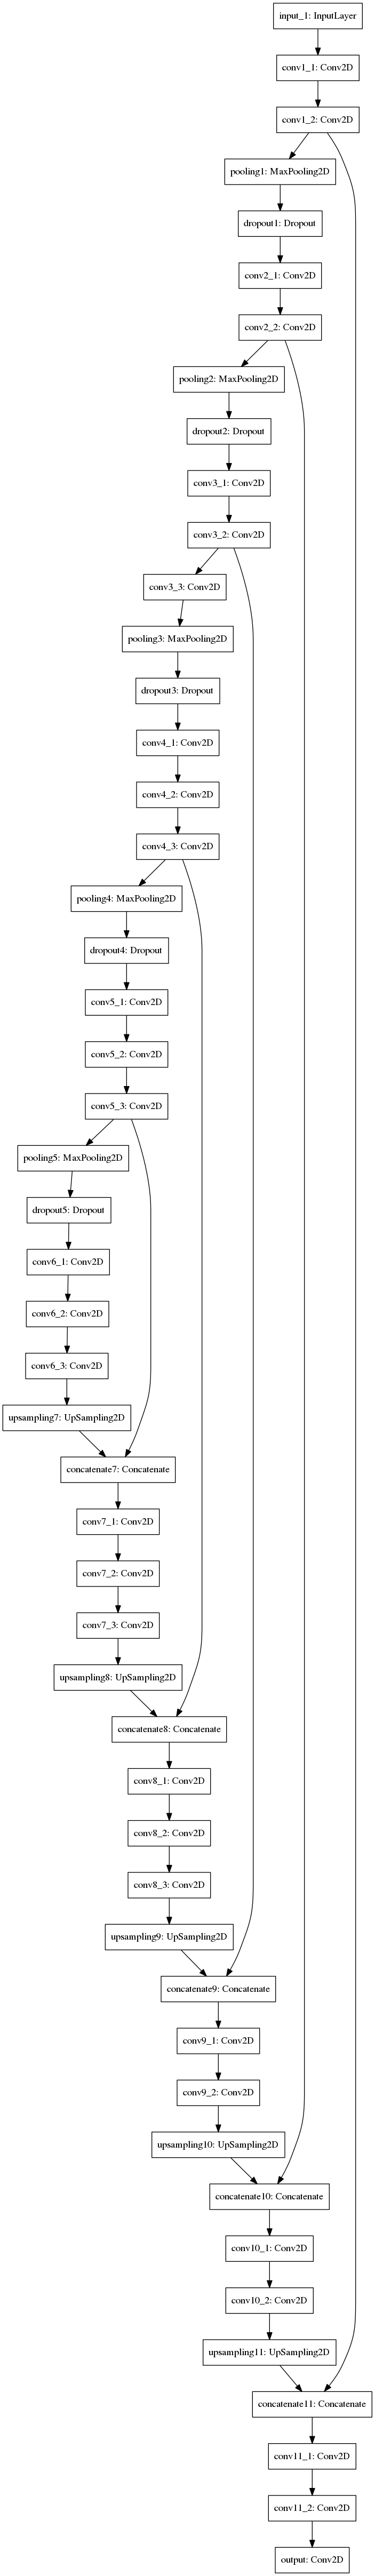 input_1: InputLayer
conv1_1: Conv2D
conv1_2: Conv2D
pooling1: MaxPooling2D
dropout1: Dropout
conv2_1: Conv2D
conv2_2: Conv2D
pooling2: MaxPooling2D
dropout2: Dropout
conv3_1: Conv2D
conv3_2: Conv2D
conv3_3: Conv2D
pooling3: MaxPooling2D
dropout3: Dropout
conv4_1: Conv2D
conv4_2: Conv2D
conv4_3: Conv2D
pooling4: MaxPooling2D
dropout4: Dropout
conv5_1: Conv2D
conv5_2: Conv2D
conv5_3: Conv2D
pooling5: MaxPooling2D
dropout5: Dropout
conv6_1: Conv2D
conv6_2: Conv2D
conv6_3: Conv2D
upsampling7: UpSampling2D
concatenate7: Concatenate
conv7_1: Conv2D
conv7_2: Conv2D
conv7_3: Conv2D
upsampling8: UpSampling2D
concatenate8: Concatenate
conv8_1: Conv2D
conv8_2: Conv2D
conv8_3: Conv2D
upsampling9: UpSampling2D
concatenate9: Concatenate
conv9_1: Conv2D
conv9_2: Conv2D
upsampling10: UpSampling2D
concatenate10: Concatenate
conv10_1: Conv2D
conv10_2: Conv2D
upsampling11: UpSampling2D
concatenate11: Concatenate
conv11_1: Conv2D
conv11_2: Conv2D
output: Conv2D